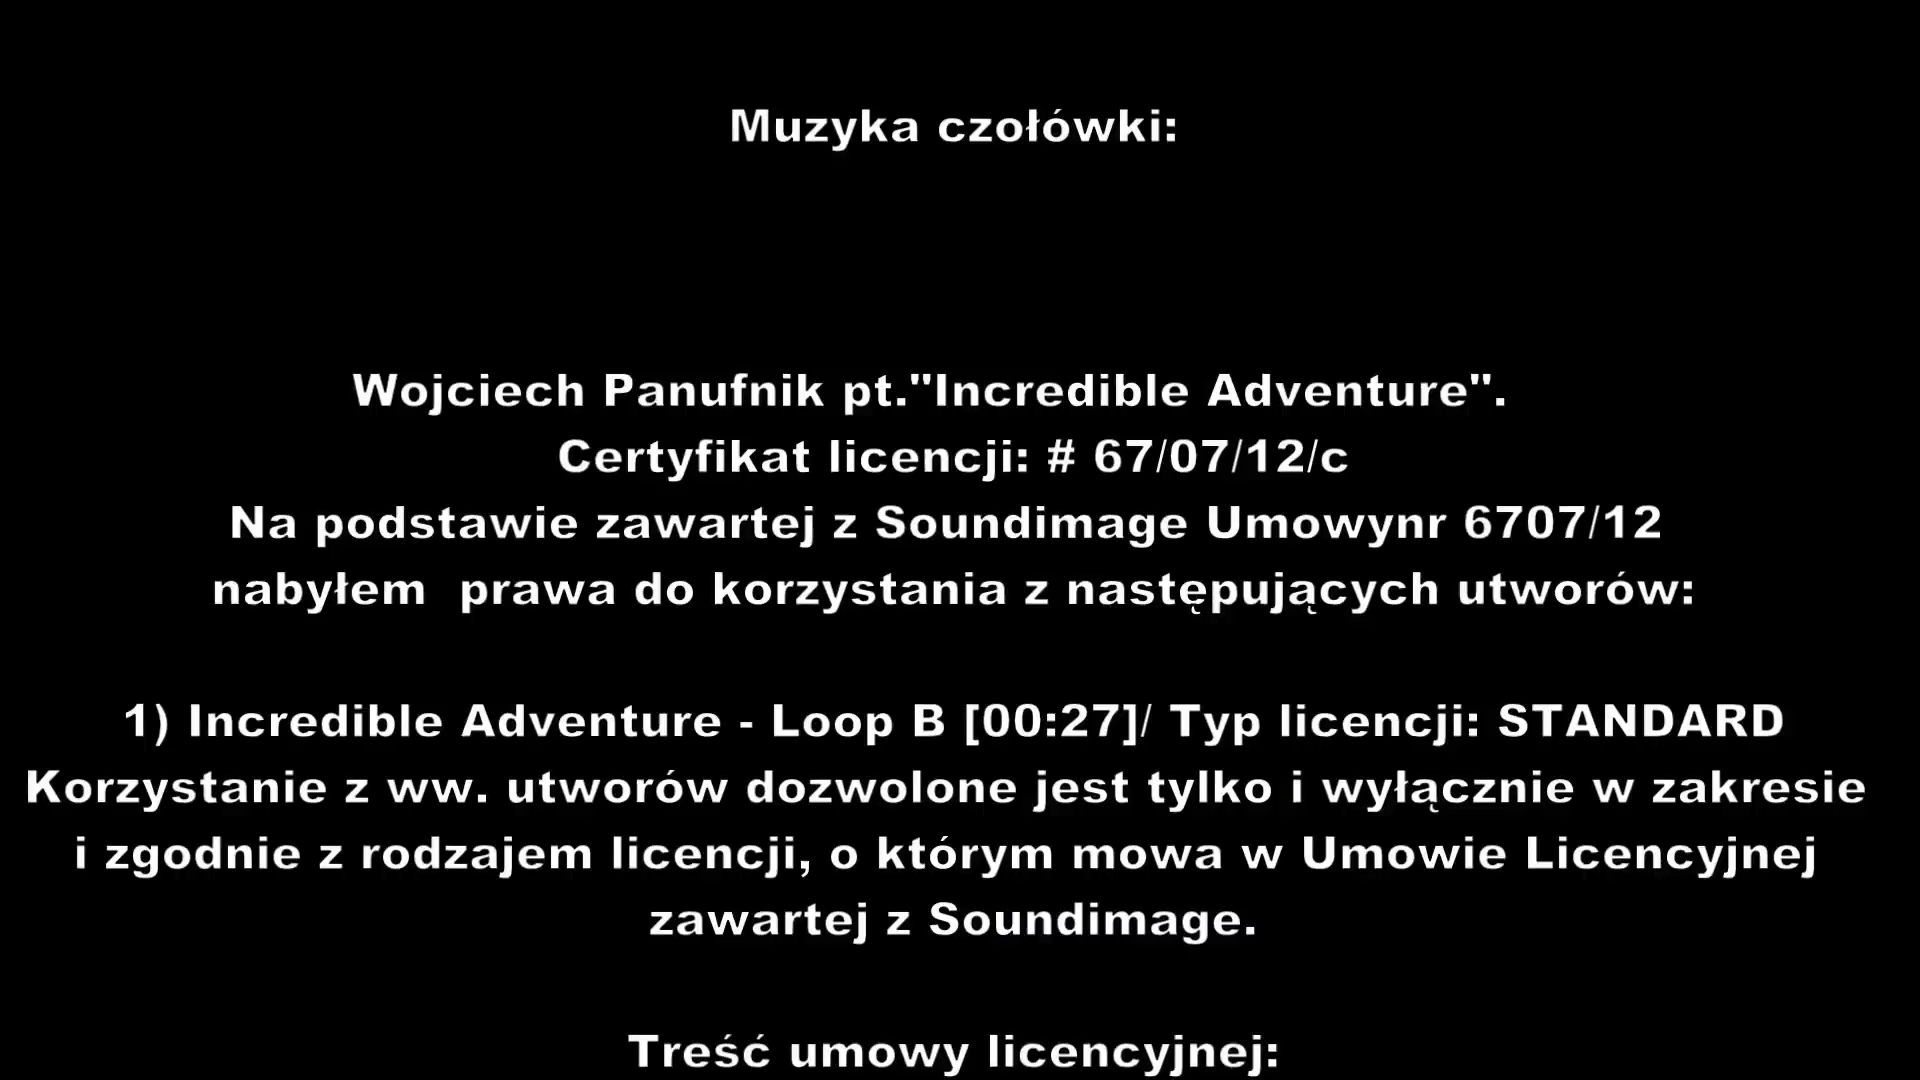 Muzyka czołówki:
Wojciech Panufnik pt."Incredible Adventure".
Certyfikat licencji: # 67/07/12/c
Na podstawie zawartej z Soundimage Umowynr 6707/12
nabyłem  prawa do korzystania z następujących utworów:
1) Incredible Adventure - Loop B [00:27]/ Typ licencji: STANDARD
Korzystanie z ww. utworów dozwolone jest tylko i wyłącznie w zakresie
i zgodnie z rodzajem licencji, o którym mowa w Umowie Licencyjnej
zawartej z Soundimage.
Treść umowy licencyjnej: